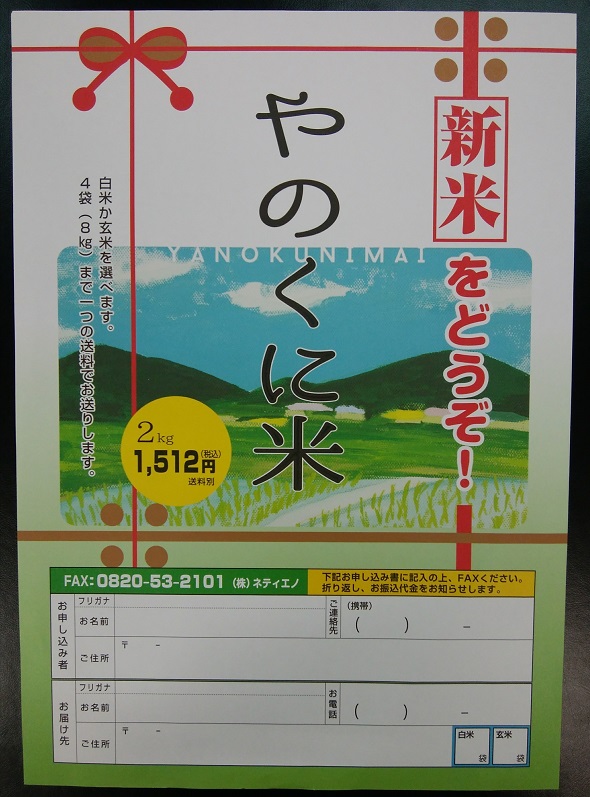 新米をどうぞ！
やのくに米
YANOKUNIMAI
白米か玄米を選べます。
4袋（8㎏）まで一つの送料でお送りします。
2kg
1,512円（税込）
送料別
FAX：0820-53-2101（株）ネティエノ
下記お申し込み書に記入の上、FAXください。
折り返し、お振込代金をお知らせします。
お申し込み者
フリガナ
お名前
ご連絡先
（携帯）
（　　）　　－
ご住所
〒　－
お届け先
フリガナ
お名前
お電話
（　　）　　－
ご住所
〒　－
白米
袋
玄米
袋